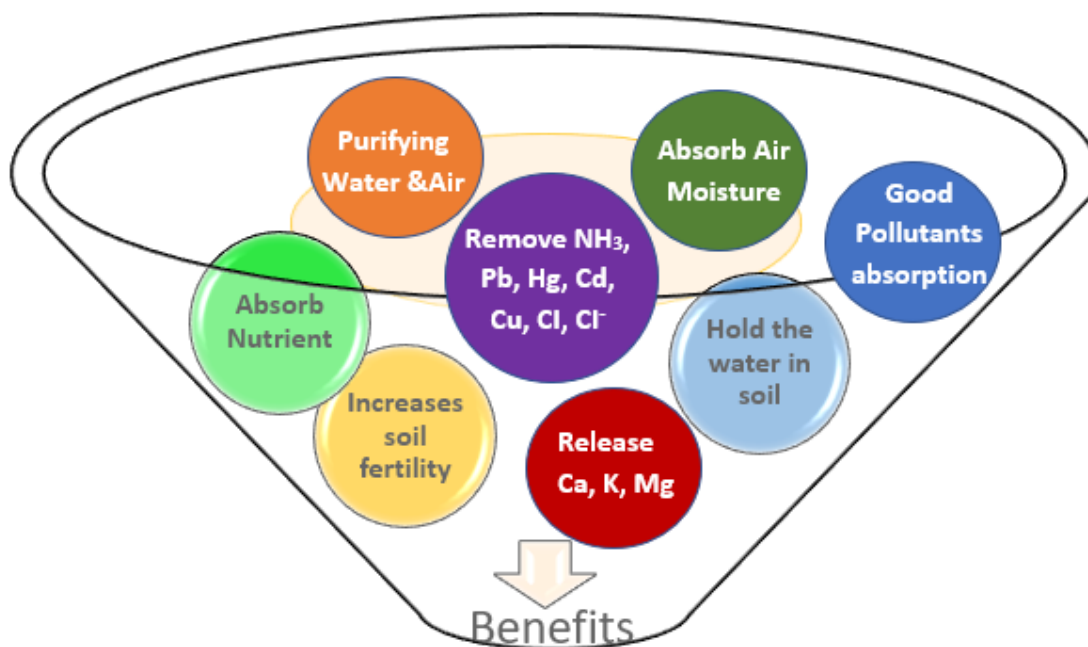 Purifying
Water &Air
Absorb Air
Moisture
Good
Pollutants
absorption
Remove NH₃,
Pb, Hg, Cd,
Cu, Cl, Cl⁻
Absorb
Nutrient
Hold the
water in
soil
Increases
soil
fertility
Release
Ca, K, Mg
Benefits